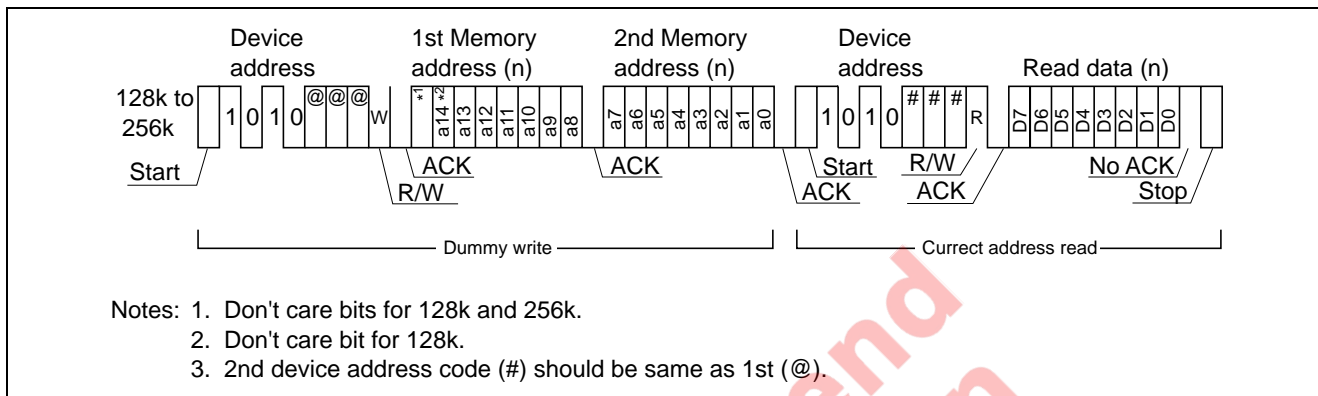 Device address
1st Memory address (n)
2nd Memory address (n)
Device address
Read data (n)
128k to 256k
1 0 1 0 @ @ @ W *1 a14 *2 a13 a12 a11 a10 a9 a8 a7 a6 a5 a4 a3 a2 a1 a0 1 0 1 0 # # # R D7 D6 D5 D4 D3 D2 D1 D0
Start
R/W
ACK
ACK
ACK
Start
R/W
ACK
No ACK
Stop
Dummy write
Currect address read
Notes: 1. Don't care bits for 128k and 256k.
2. Don't care bit for 128k.
3. 2nd device address code (#) should be same as 1st (@).